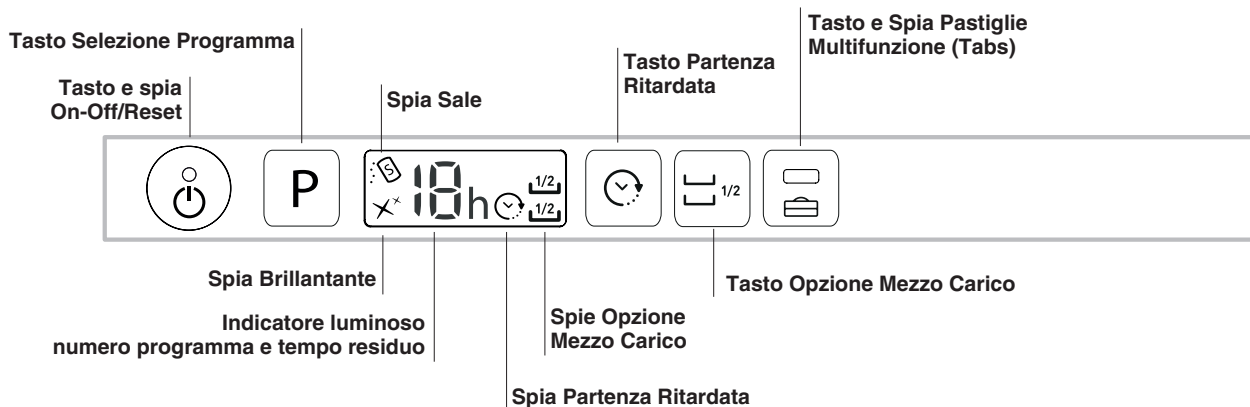 Tasto e Spia Pastiglie
Multifunzione (Tabs)
Tasto Selezione Programma
Tasto Partenza
Ritardata
Tasto e spia
On-Off/Reset
Spia Sale
P
S
18h
1/2
1/2
1/2
Spia Brillantante
Tasto Opzione Mezzo Carico
Indicatore luminoso
numero programma e tempo residuo
Spie Opzione
Mezzo Carico
Spia Partenza Ritardata